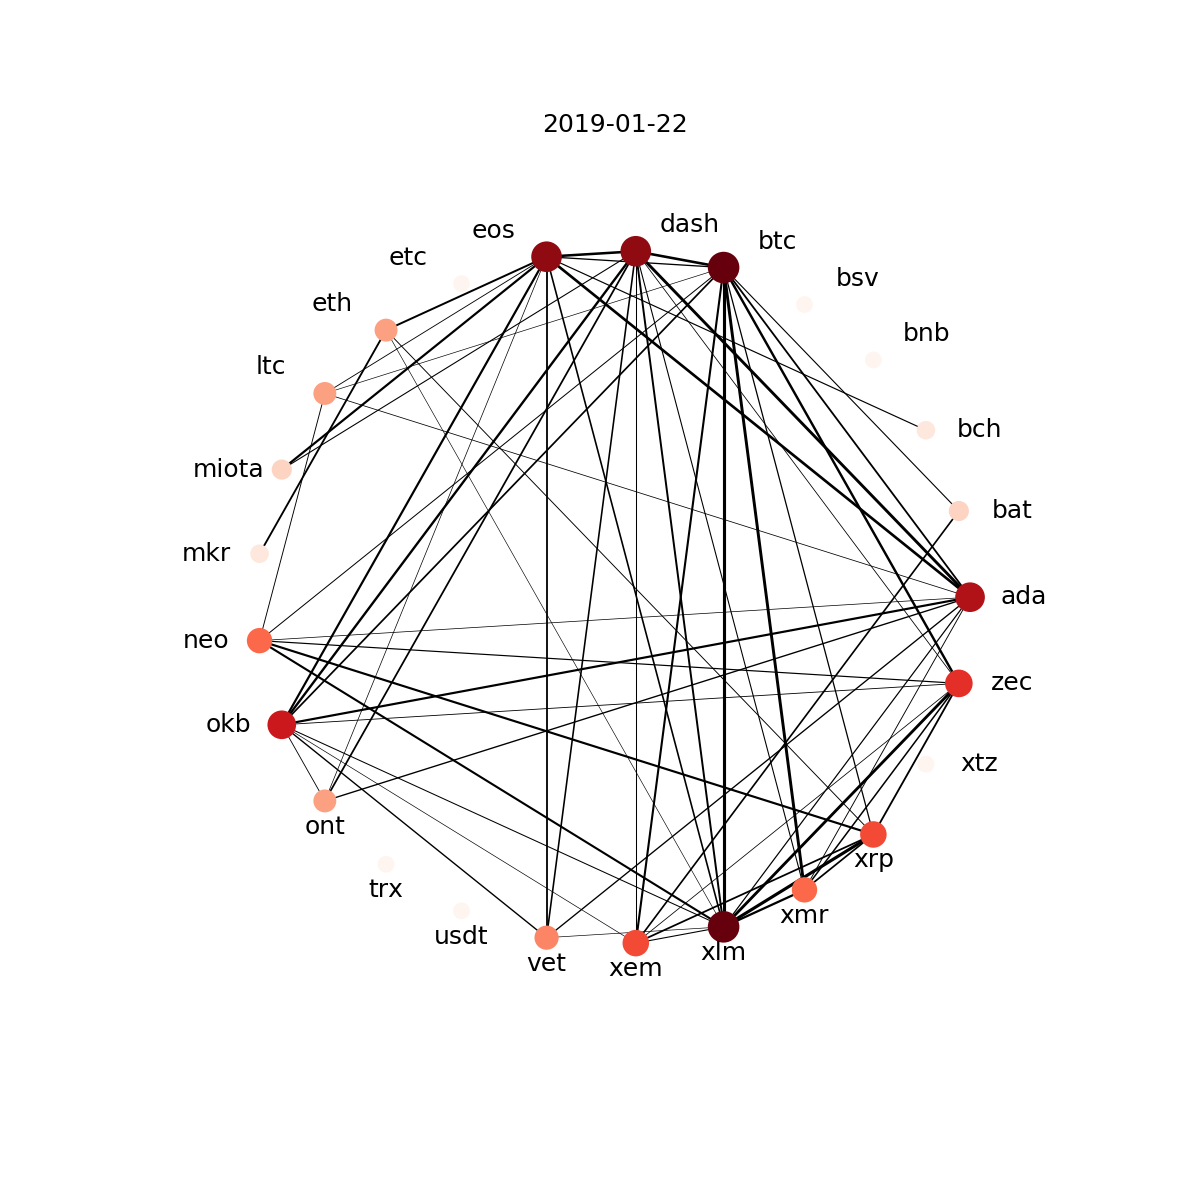 2019-01-22
dash
eos
btc
etc
bsv
eth
bnb
ltc
bch
miota
bat
mkr
ada
neo
zec
okb
xtz
ont
xrp
trx
xmr
usdt
xlm
vet
xem